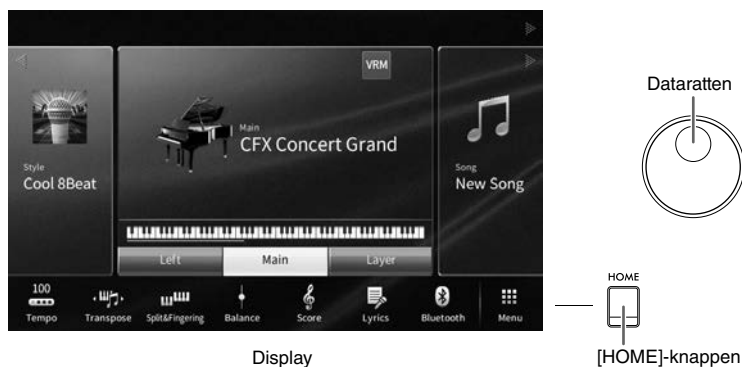 VRM
Main
CFX Concert Grand
Style
Cool 8Beat
Song
New Song
Left
Main
Layer
100
Tempo
Transpose
Split&Fingering
Balance
Score
Lyrics
Bluetooth
Menu
Display
Dataratten
HOME
[HOME]-knappen